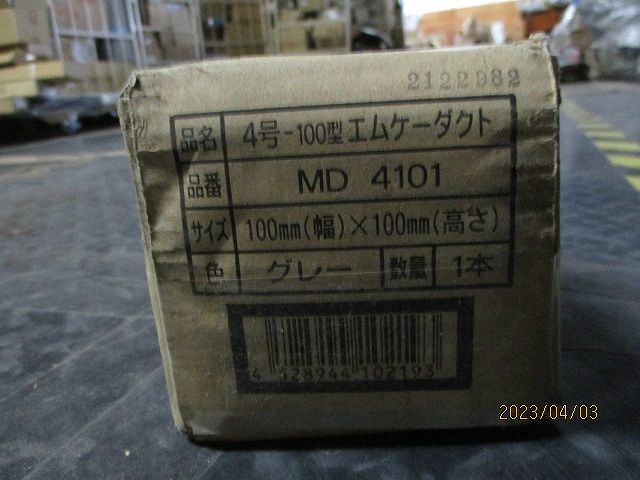 2122982
品名 4号-100型エムケーダクト
品番 MD 4101
サイズ 100mm(幅)×100mm(高さ)
色 グレー 数量 1本
4 528944 102193
2023/04/03